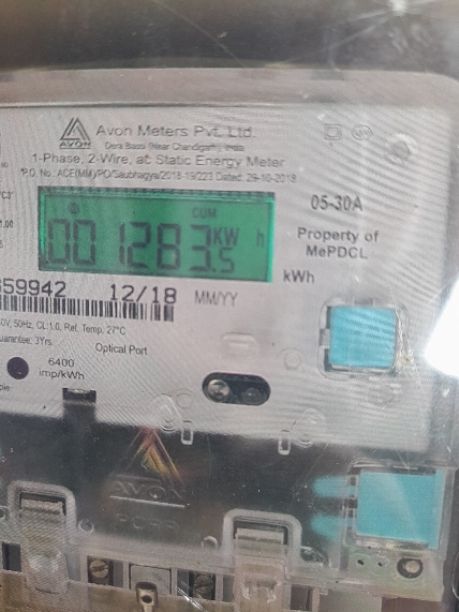 AVON
Avon Meters Pvt. Ltd.
Dera Bassi (Near Chandigarh), India
1-Phase, 2-Wire, ac Static Energy Meter
P.O. No.: ACE(MM)/PO/Saubhagya/2018-19/223 Dated: 29-10-2018
CUM
001283.5 KW h
05-30A
Property of
MePDCL
kWh
59942 12/18 MM/YY
0V, 50Hz, CL:1.0, Ref. Temp. 27°C
uarantee: 3Yrs.
Optical Port
6400
imp/kWh
AVON